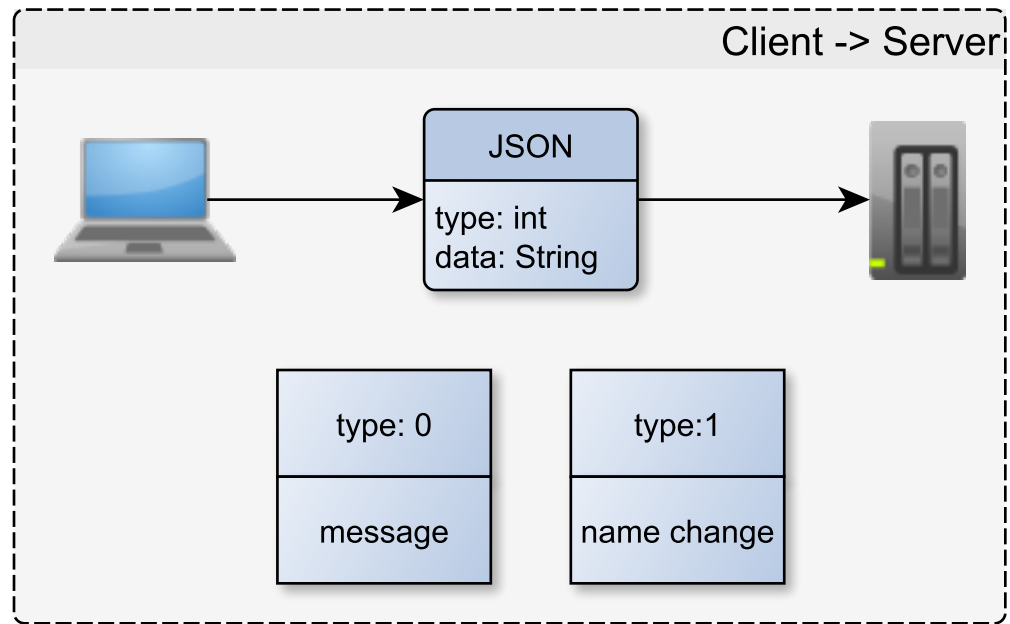 Client -> Server
JSON
type: int
data: String
type: 0
message
type:1
name change